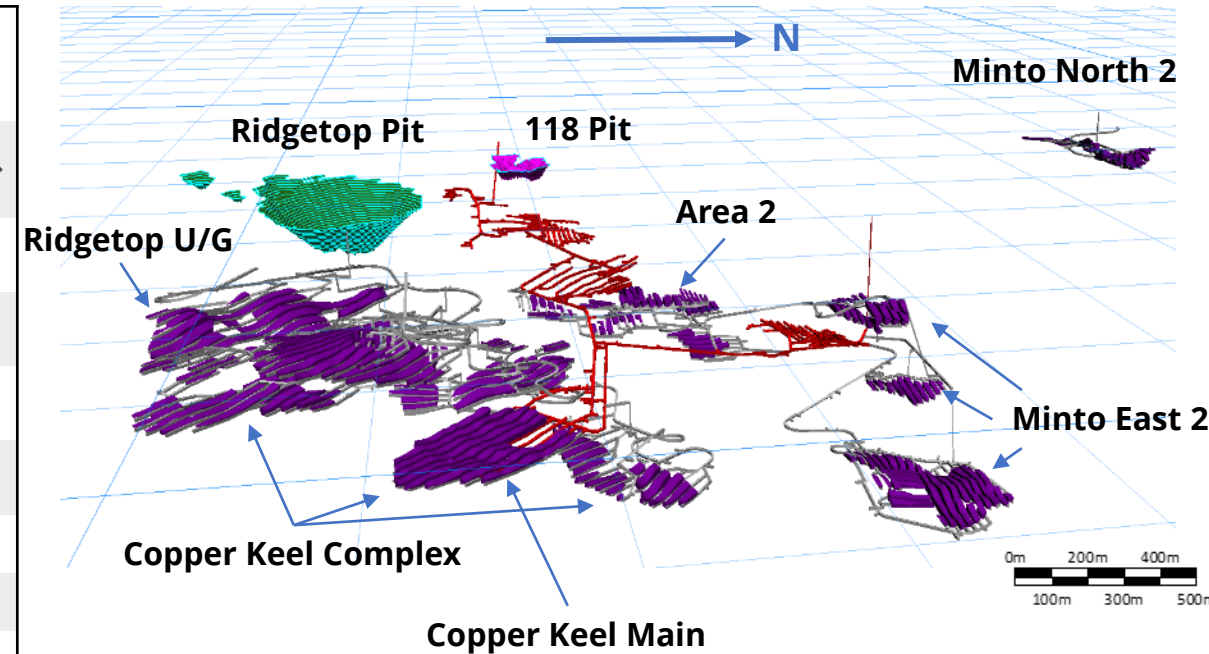 N
Minto North 2
Ridgetop Pit
118 Pit
Area 2
Ridgetop U/G
Minto East 2
Copper Keel Complex
Copper Keel Main
0m 200m 400m
100m 300m 500m